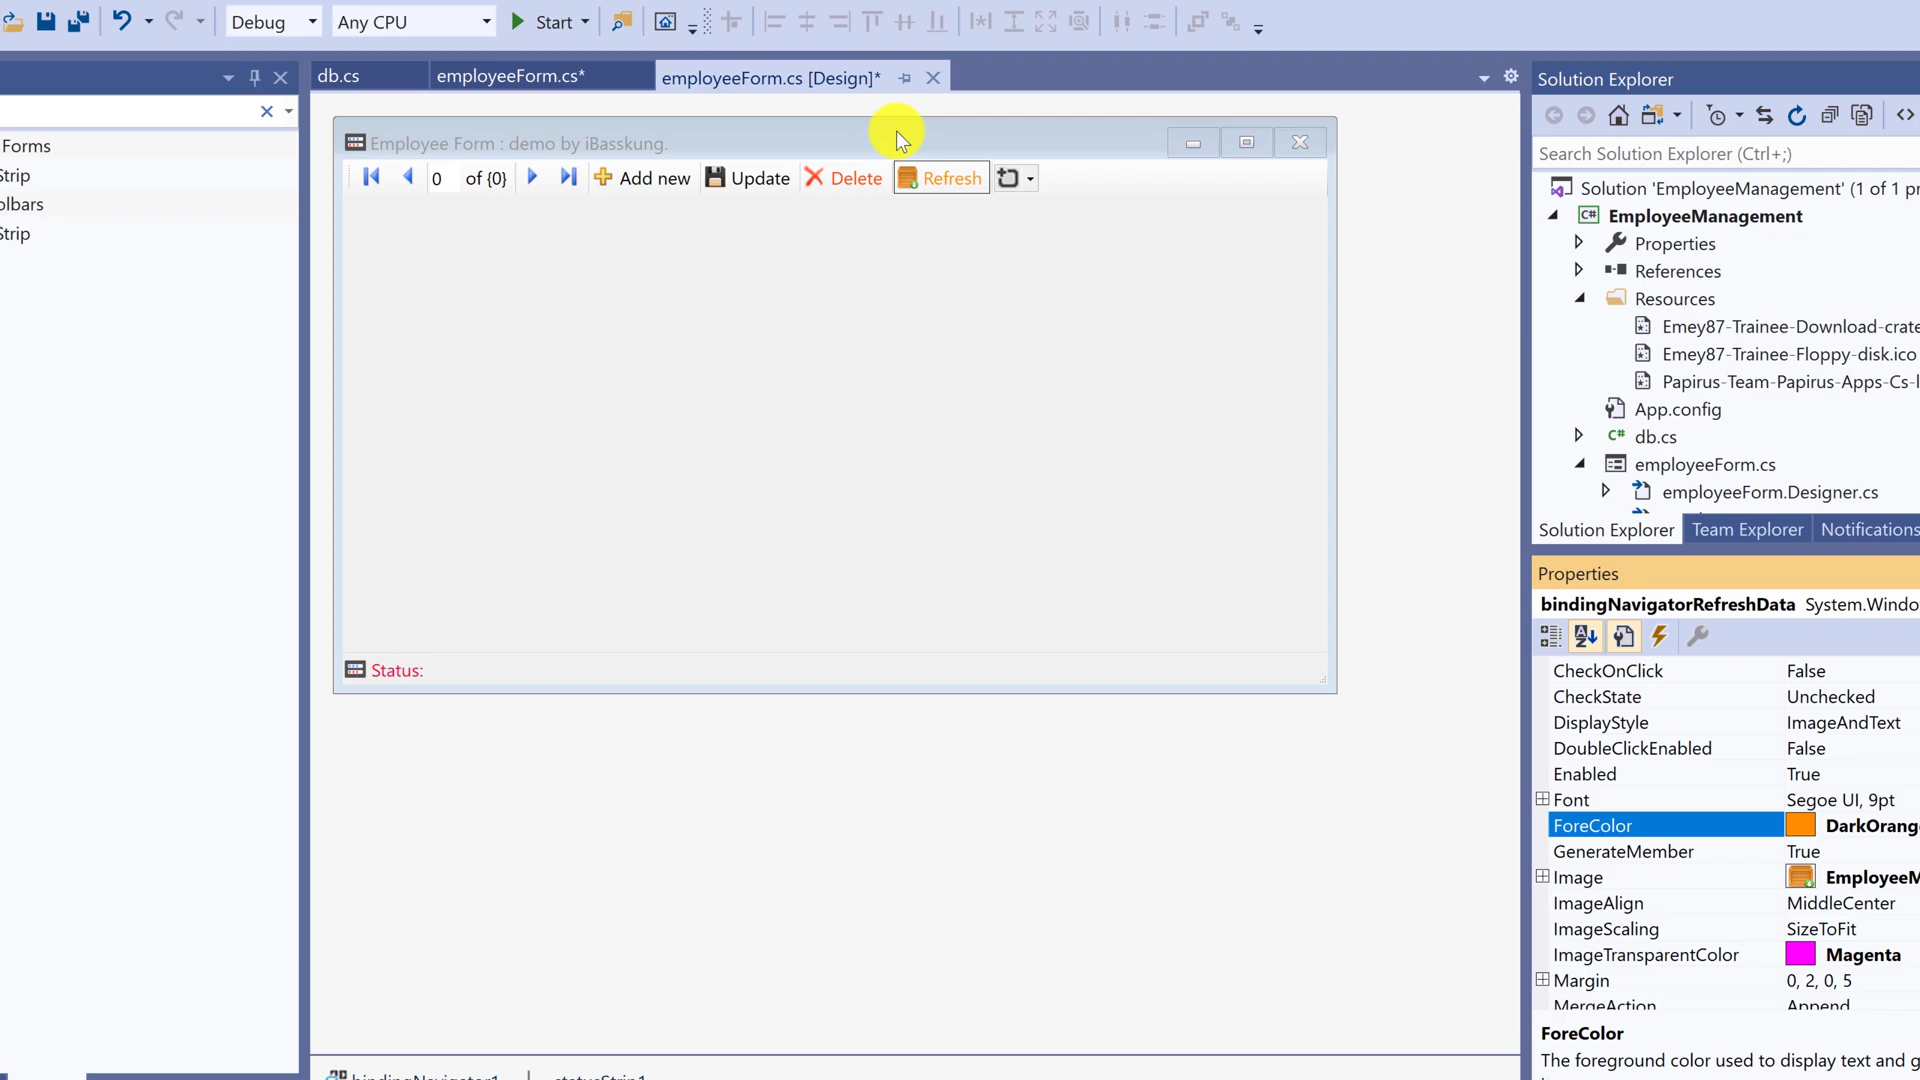 Debug
Any CPU
Start
db.cs
employeeForm.cs*
employeeForm.cs [Design]*
Forms
Strip
olbars
Strip
Employee Form : demo by iBasskung.
0
of {0}
Add new
Update
Delete
Refresh
Status:
Solution Explorer
Search Solution Explorer (Ctrl+;)
Solution 'EmployeeManagement' (1 of 1 pr
EmployeeManagement
Properties
References
Resources
Emey87-Trainee-Download-crate
Emey87-Trainee-Floppy-disk.ico
Papirus-Team-Papirus-Apps-Cs-l
App.config
db.cs
employeeForm.cs
employeeForm.Designer.cs
Solution Explorer
Team Explorer
Notifications
Properties
bindingNavigatorRefreshData System.Windo
CheckOnClick False
CheckState Unchecked
DisplayStyle ImageAndText
DoubleClickEnabled False
Enabled True
Font Segoe UI, 9pt
ForeColor DarkOrang
GenerateMember True
Image EmployeeM
ImageAlign MiddleCenter
ImageScaling SizeToFit
ImageTransparentColor Magenta
Margin 0, 2, 0, 5
MergeAction Append
ForeColor
The foreground color used to display text and g
bindingNavigator1
statusStrip1